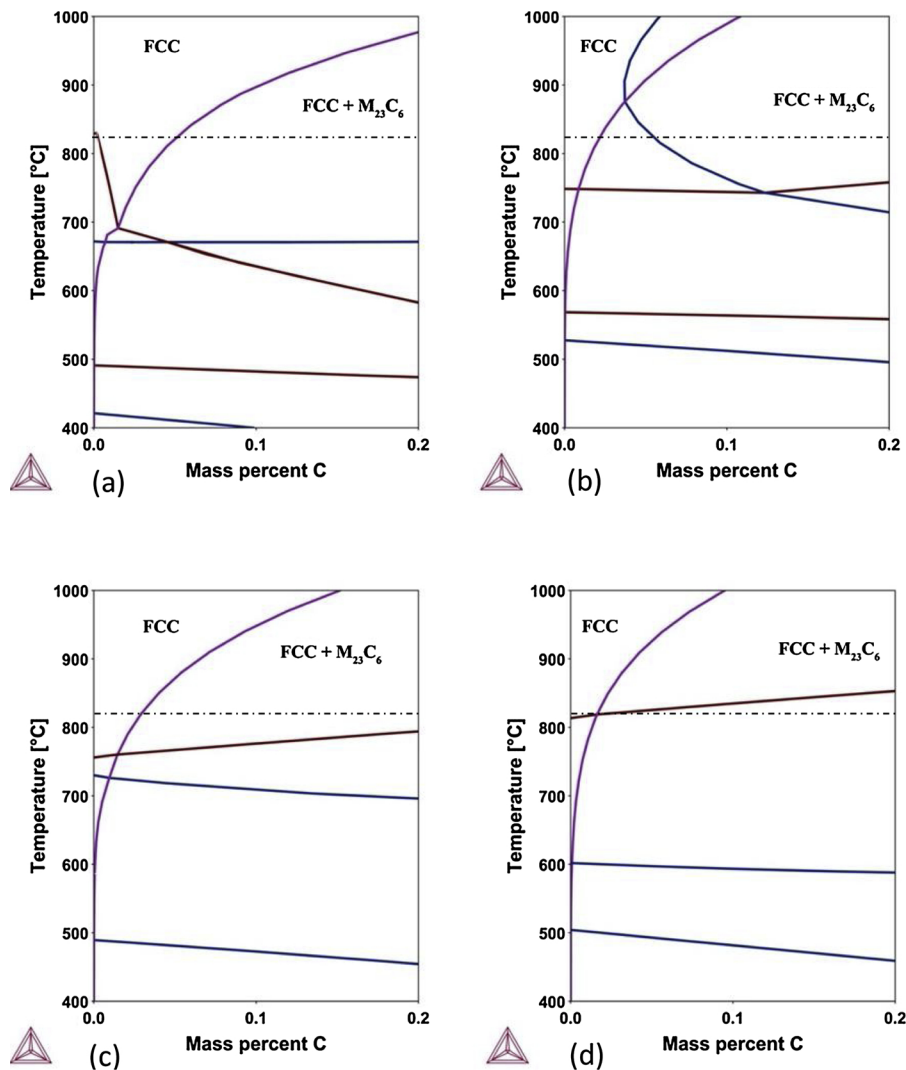 1000
900
800
700
600
500
400
Temperature [°C]
FCC
FCC + M₂₃C₆
0.0
0.1
0.2
Mass percent C
(a)
1000
900
800
700
600
500
400
Temperature [°C]
FCC
FCC + M₂₃C₆
0.0
0.1
0.2
Mass percent C
(b)
1000
900
800
700
600
500
400
Temperature [°C]
FCC
FCC + M₂₃C₆
0.0
0.1
0.2
Mass percent C
(c)
1000
900
800
700
600
500
400
Temperature [°C]
FCC
FCC + M₂₃C₆
0.0
0.1
0.2
Mass percent C
(d)